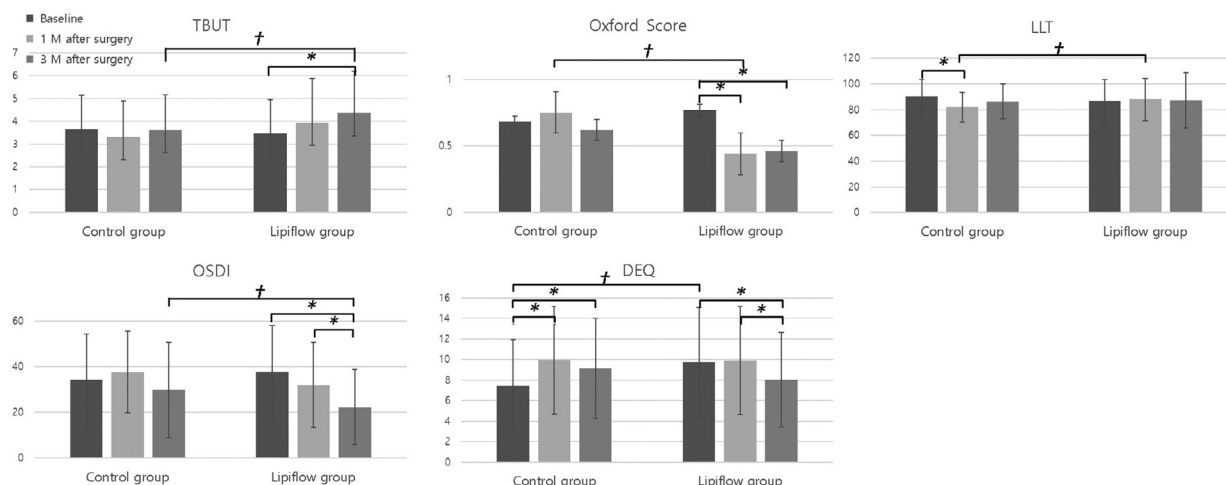 Baseline
1 M after surgery
3 M after surgery
TBUT
†
*
7
6
5
4
3
2
1
0
Control group
Lipiflow group
Oxford Score
†
*
*
1
0.5
0
Control group
Lipiflow group
LLT
†
*
120
100
80
60
40
20
0
Control group
Lipiflow group
OSDI
†
*
*
60
40
20
0
Control group
Lipiflow group
DEQ
†
*
*
*
*
16
14
12
10
8
6
4
2
0
Control group
Lipiflow group